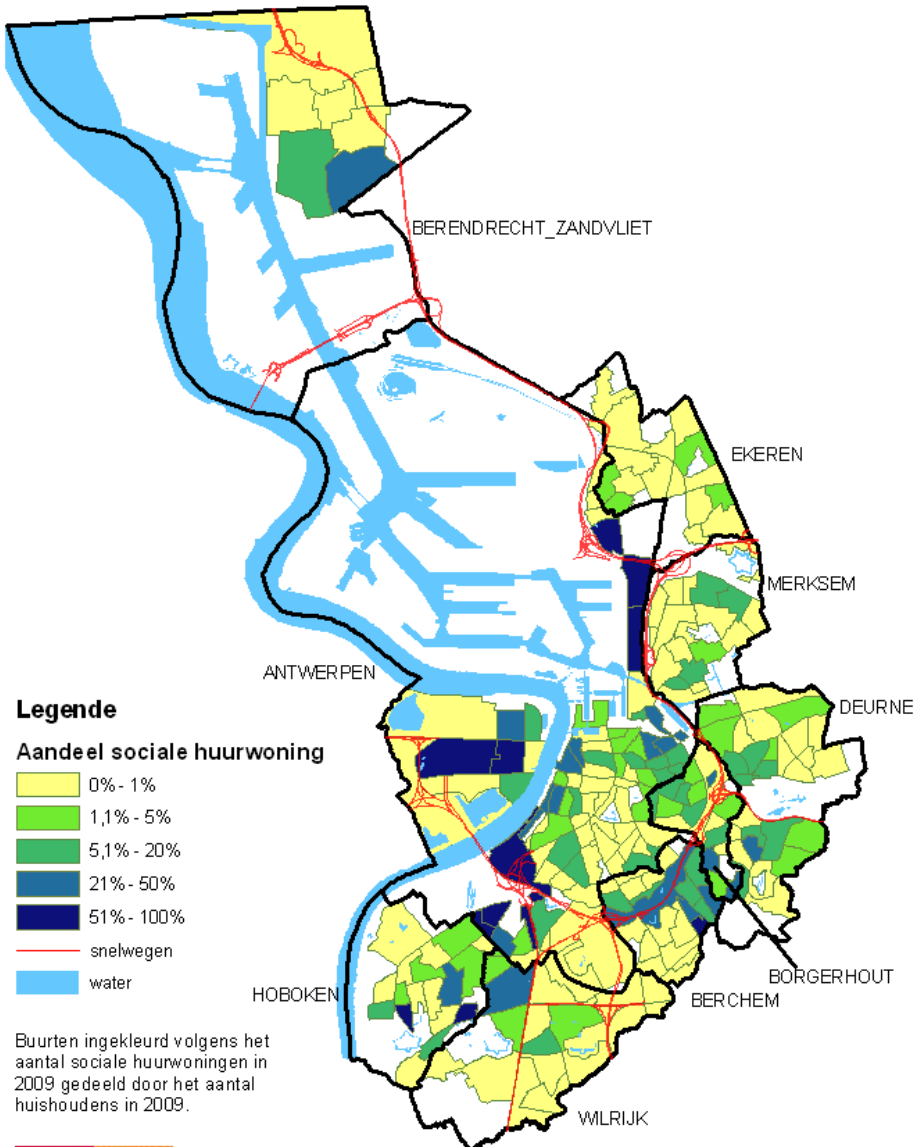 BERENDRECHT_ZANDVLIET
EKEREN
MERKSEM
ANTWERPEN
DEURNE
Legende
Aandeel sociale huurwoning
0% - 1%
1,1% - 5%
5,1% - 20%
21% - 50%
51% - 100%
snelwegen
water
HOBOKEN
BORGERHOUT
BERCHEM
Buurten ingekleurd volgens het
aantal sociale huurwoningen in
2009 gedeeld door het aantal
huishoudens in 2009.
WILRIJK